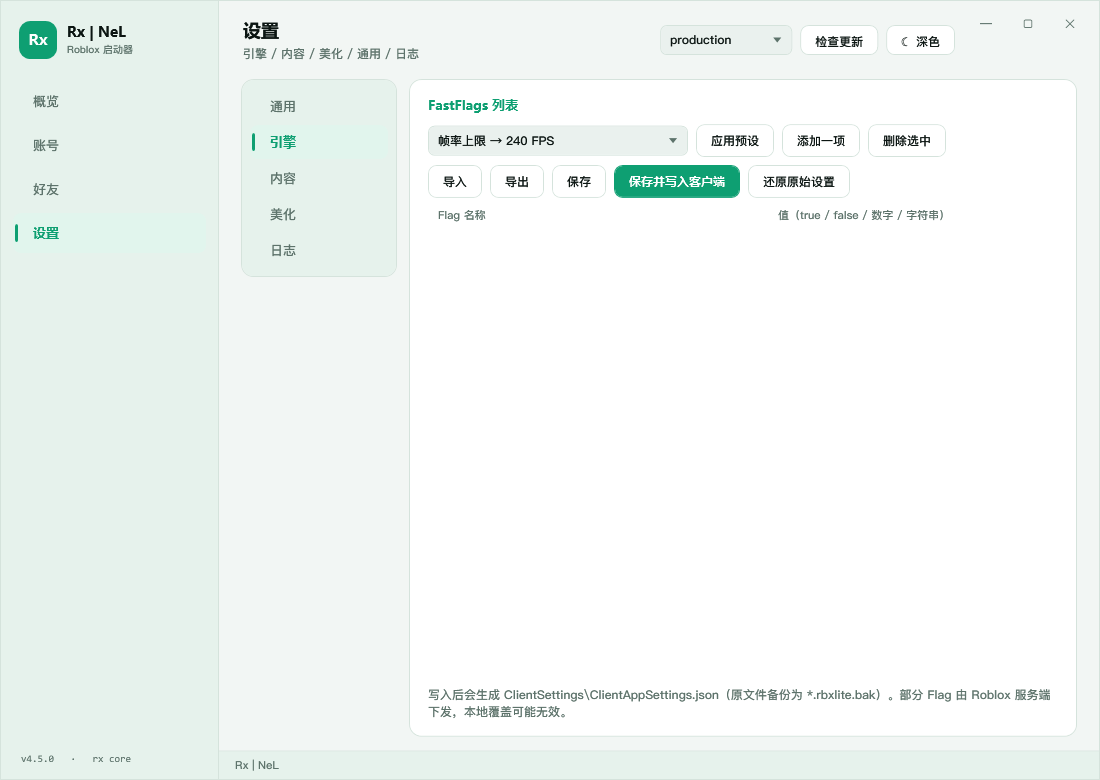 Rx
Rx | NeL
Roblox 启动器
概览
账号
好友
设置
v4.5.0 · rx core
设置
引擎 / 内容 / 美化 / 通用 / 日志
production
检查更新
☾ 深色
通用
引擎
内容
美化
日志
FastFlags 列表
帧率上限 → 240 FPS
应用预设
添加一项
删除选中
导入
导出
保存
保存并写入客户端
还原原始设置
Flag 名称
值（true / false / 数字 / 字符串）
写入后会生成 ClientSettings\ClientAppSettings.json（原文件备份为 *.rbxlite.bak）。部分 Flag 由 Roblox 服务端
下发，本地覆盖可能无效。
Rx | NeL